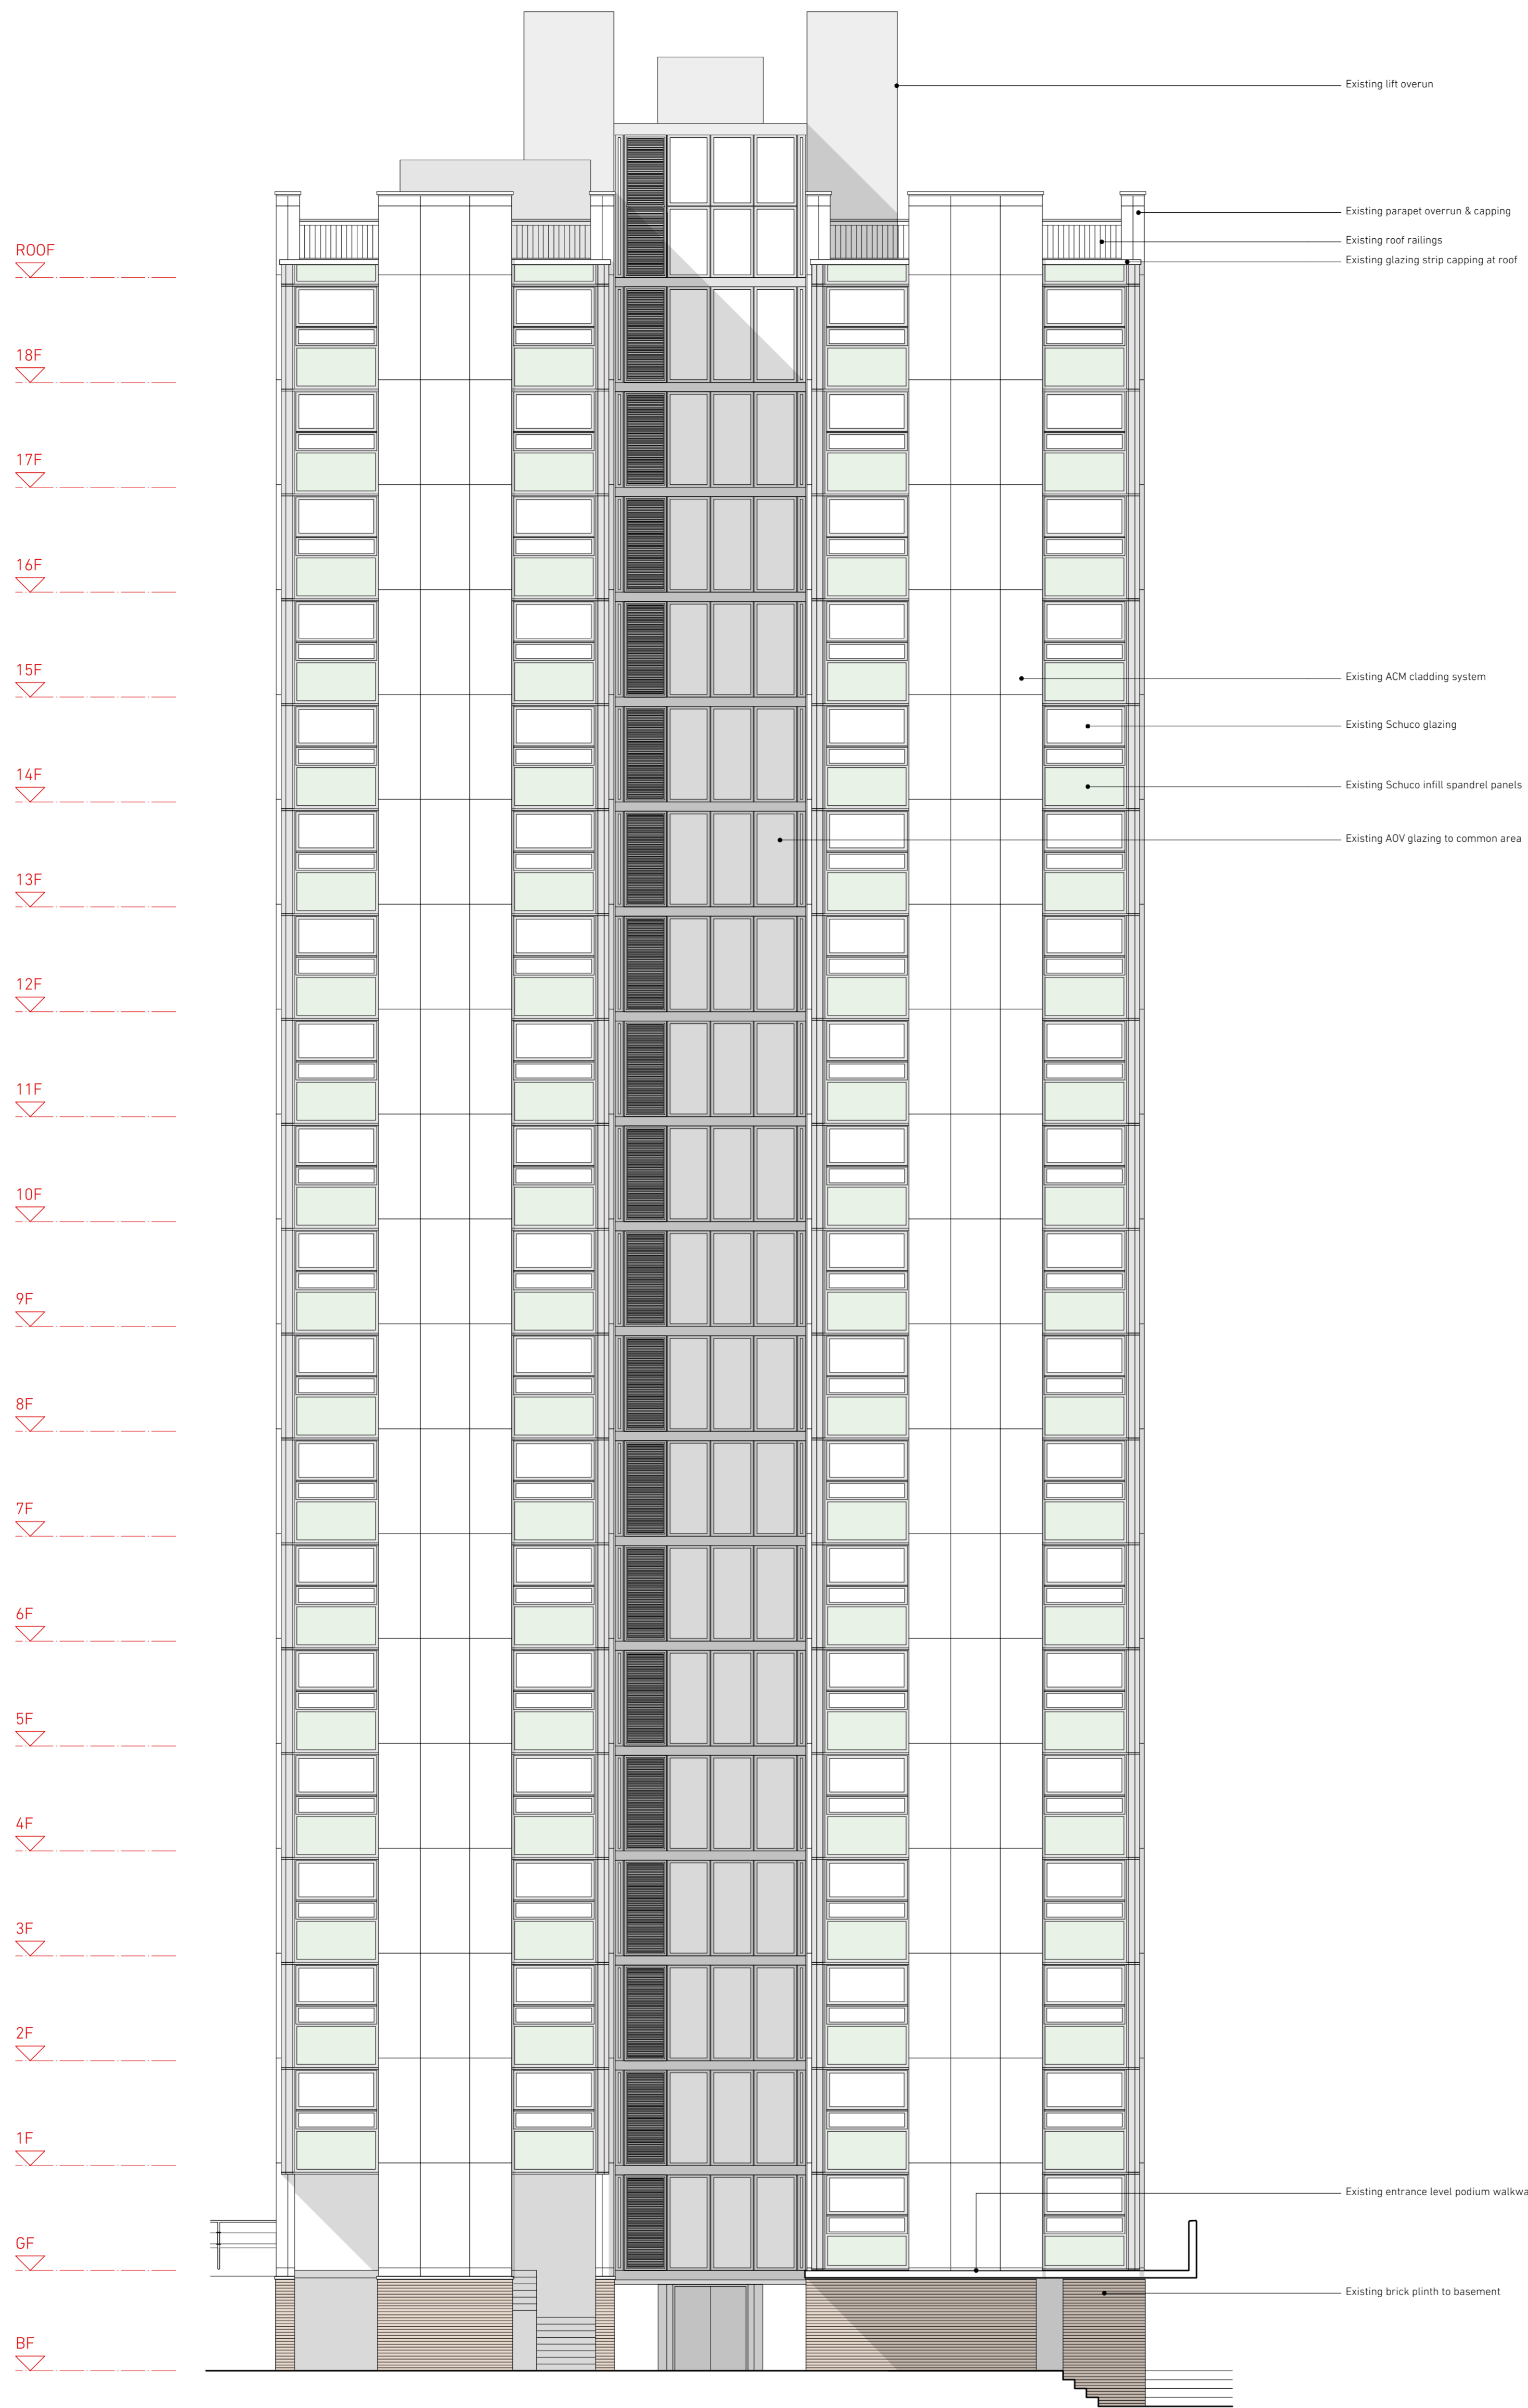 Existing lift overun
Existing parapet overrun & capping
Existing roof railings
ROOF
Existing glazing strip capping at roof
18F
17F
16F
15F
Existing ACM cladding system
Existing Schuco glazing
14F
Existing Schuco infill spandrel panels
Existing AOV glazing to common area
13F
12F
11F
10F
9F
8F
7F
6F
5F
4F
3F
2F
1F
Existing entrance level podium walkwa
GF
Existing brick plinth to basement
BF